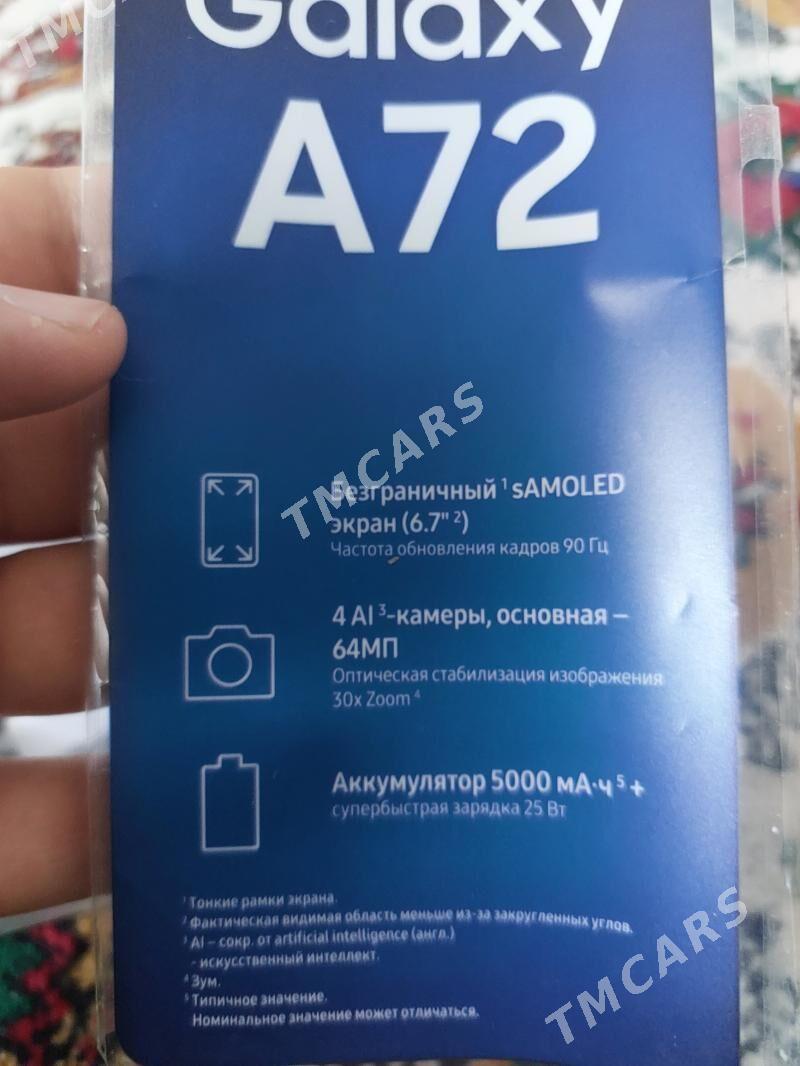 TMCARS
Galaxy
A72
TMCARS
Безграничный ¹ sAMOLED
экран (6.7" ²)
Частота обновления кадров 90 Гц
4 AI ³-камеры, основная –
64МП
Оптическая стабилизация изображения
30x Zoom ⁴
Аккумулятор 5000 мА·ч ⁵ +
супербыстрая зарядка 25 Вт
¹ Тонкие рамки экрана.
² Фактическая видимая область меньше из-за закругленных углов.
³ AI – сокр. от artificial intelligence (англ.)
- искусственный интеллект.
⁴ Зум.
⁵ Типичное значение.
Номинальное значение может отличаться.
TMCARS